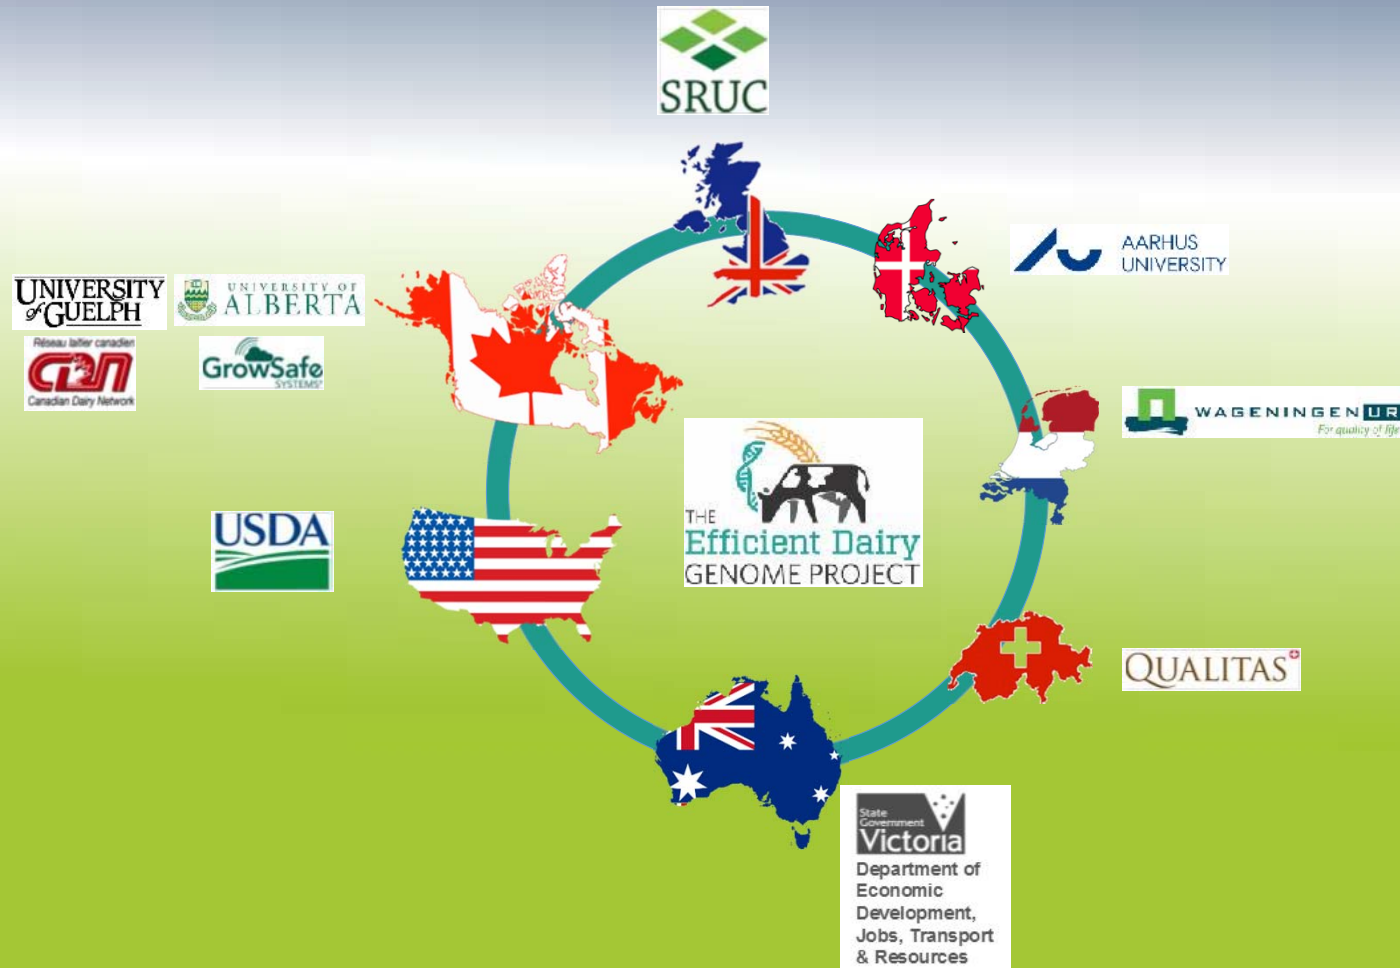 SRUC
AARHUS
UNIVERSITY
UNIVERSITY
of GUELPH
UNIVERSITY OF
ALBERTA
Réseau laitier canadien
CDN
Canadian Dairy Network
GrowSafe
SYSTEMS®
WAGENINGEN UR
For quality of life
THE
Efficient Dairy
GENOME PROJECT
USDA
QUALITAS
State
Government
Victoria
Department of
Economic
Development,
Jobs, Transport
& Resources